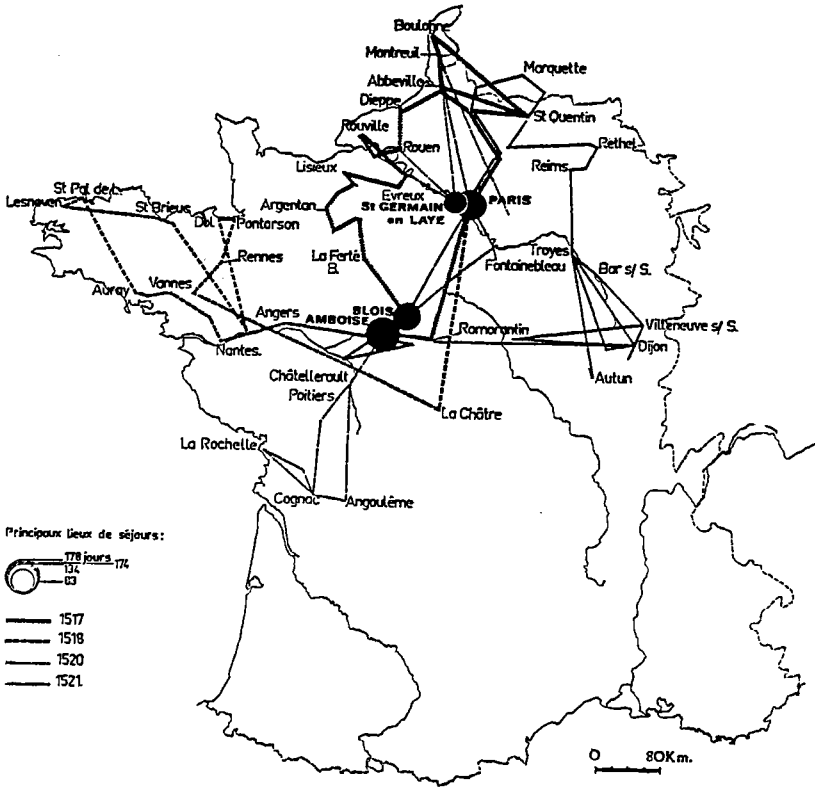 Boulogne
Montreuil
Marquette
Abbeville
Dieppe
St Quentin
Rouville
Rouen
Rethel
Reims
Lisieux
Evreux
St GERMAIN
en LAYE
PARIS
Argentan
St Pol de L.
Lesneven
St Brieus
Dol
Pontorson
Rennes
La Ferté
B.
Troyes
Fontainebleau
Bar s/S.
Vannes
Auray
Angers
BLOIS
AMBOISE
Romorantin
Villeneuve s/S.
Nantes.
Dijon
Châtellerault
Autun
Poitiers
La Châtre
La Rochelle
Cognac
Angoulême
Principaux lieux de séjours:
178 jours
174
134
83
1517
1518
1520
1521.
0 80Km.